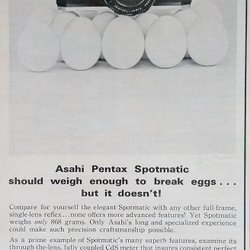 Asahi Pentax Spotmatic
should weigh enough to break eggs . . .
but it doesn't!
Compare for yourself the elegant Spotmatic with any other full-frame,
single-lens reflex...none offers more advanced features! Yet Spotmatic
weighs only 868 grams. Only Asahi's long and specialized experience
could make such precision craftsmanship possible.
As a prime example of Spotmatic's many superb features, examine its
through-the-lens, fully coupled CdS meter that insures consistent perfect